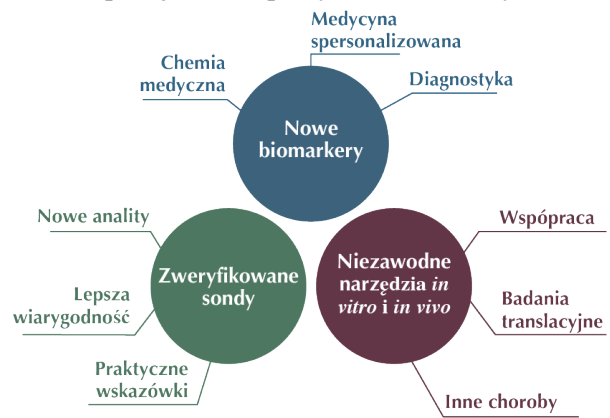 Medycyna
spersonalizowana
Chemia
medyczna
Diagnostyka
Nowe
biomarkery
Nowe anality
Lepsza
wiarygodność
Praktyczne
wskazówki
Zweryfikowane
sondy
Niezawodne
narzędzia in
vitro i in vivo
Wspópraca
Badania
translacyjne
Inne choroby